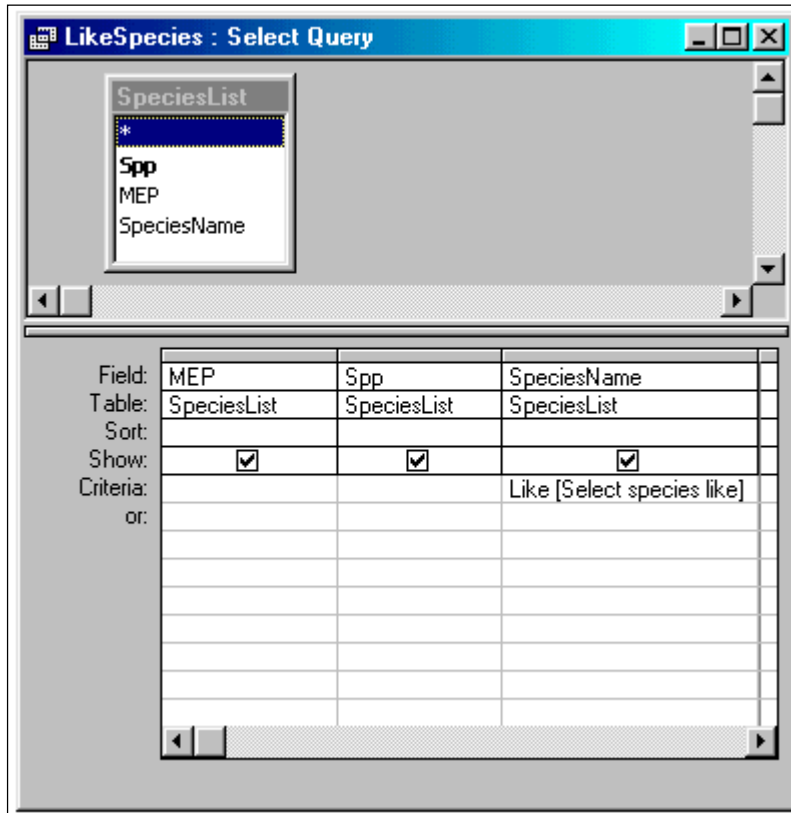 LikeSpecies : Select Query
SpeciesList
*
Spp
MEP
SpeciesName
Field: MEP Spp SpeciesName
Table: SpeciesList SpeciesList SpeciesList
Sort:
Show:
Criteria: Like [Select species like]
or: